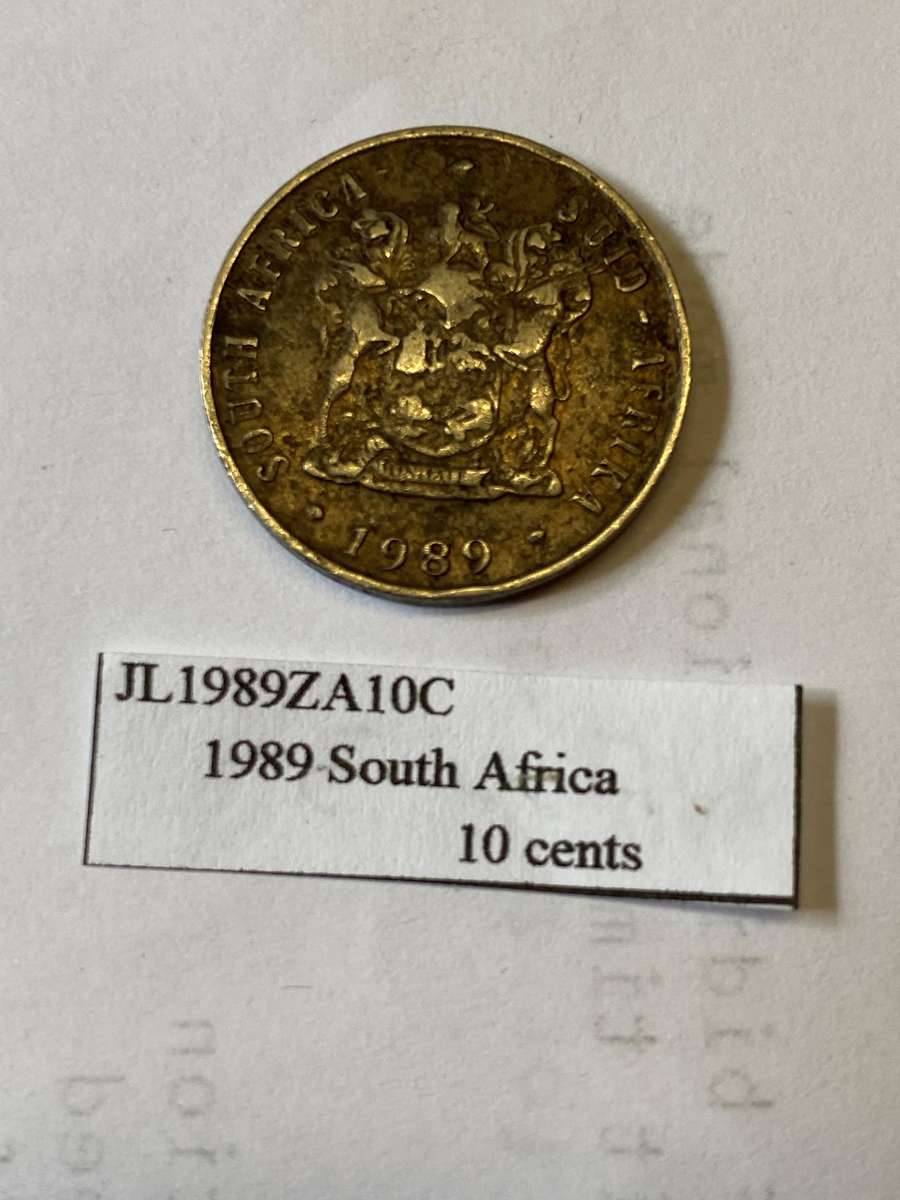 SOUTH AFRICA
SUID - AFRIKA
1989
JL1989ZA10C
1989 South Africa
10 cents